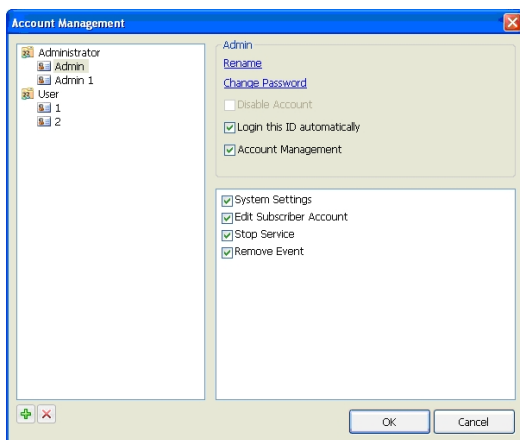 Account Management
Administrator
Admin
Admin 1
User
1
2
Admin
Rename
Change Password
Disable Account
Login this ID automatically
Account Management
System Settings
Edit Subscriber Account
Stop Service
Remove Event
OK
Cancel